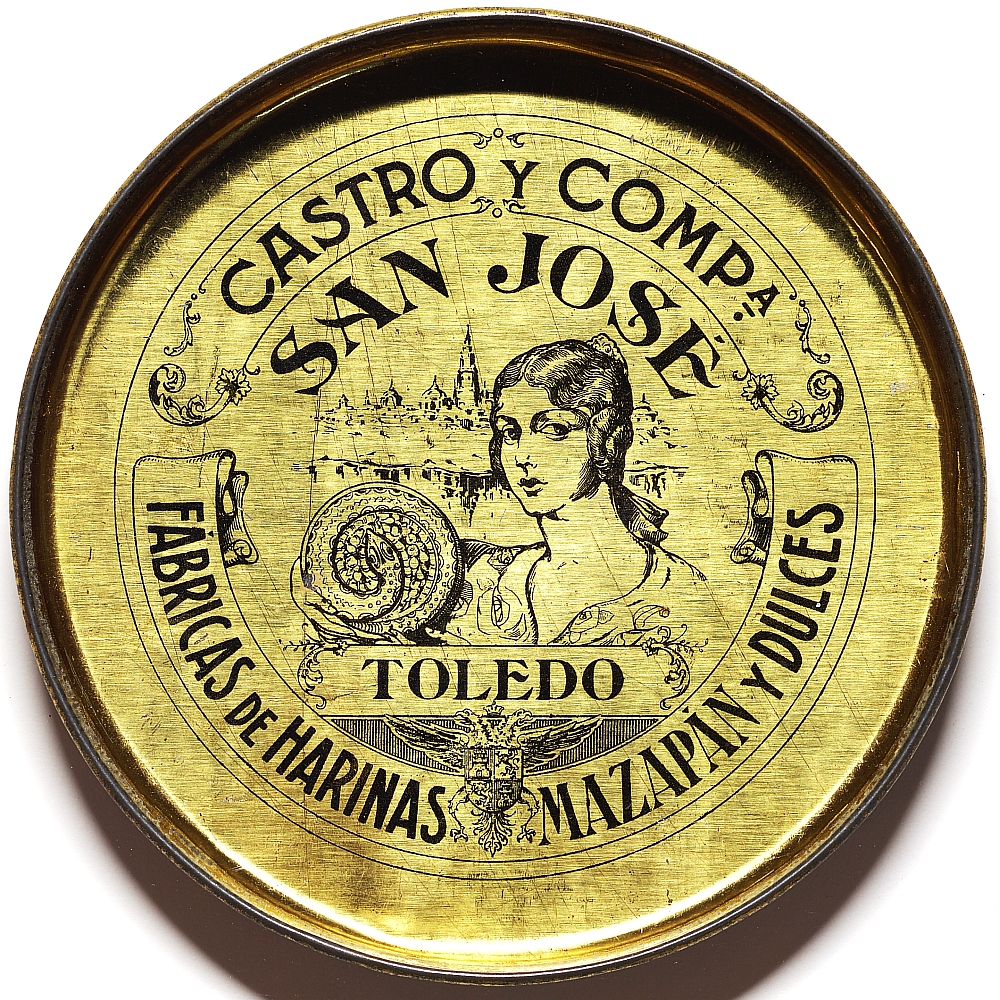 CASTRO Y COMPª.
SAN JOSÉ
TOLEDO
FÁBRICAS DE HARINAS MAZAPÁN Y DULCES